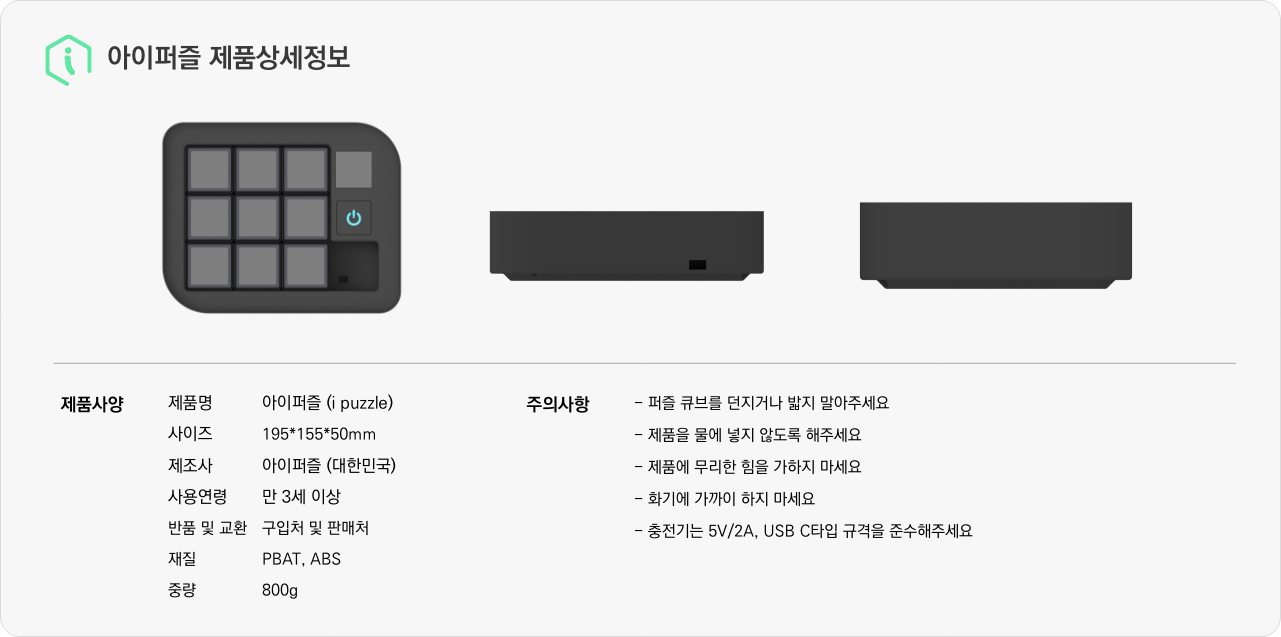 아이퍼즐 제품상세정보
제품사양
제품명 아이퍼즐 (i puzzle)
사이즈 195*155*50mm
제조사 아이퍼즐 (대한민국)
사용연령 만 3세 이상
반품 및 교환 구입처 및 판매처
재질 PBAT, ABS
중량 800g
주의사항
- 퍼즐 큐브를 던지거나 밟지 말아주세요
- 제품을 물에 넣지 않도록 해주세요
- 제품에 무리한 힘을 가하지 마세요
- 화기에 가까이 하지 마세요
- 충전기는 5V/2A, USB C타입 규격을 준수해주세요